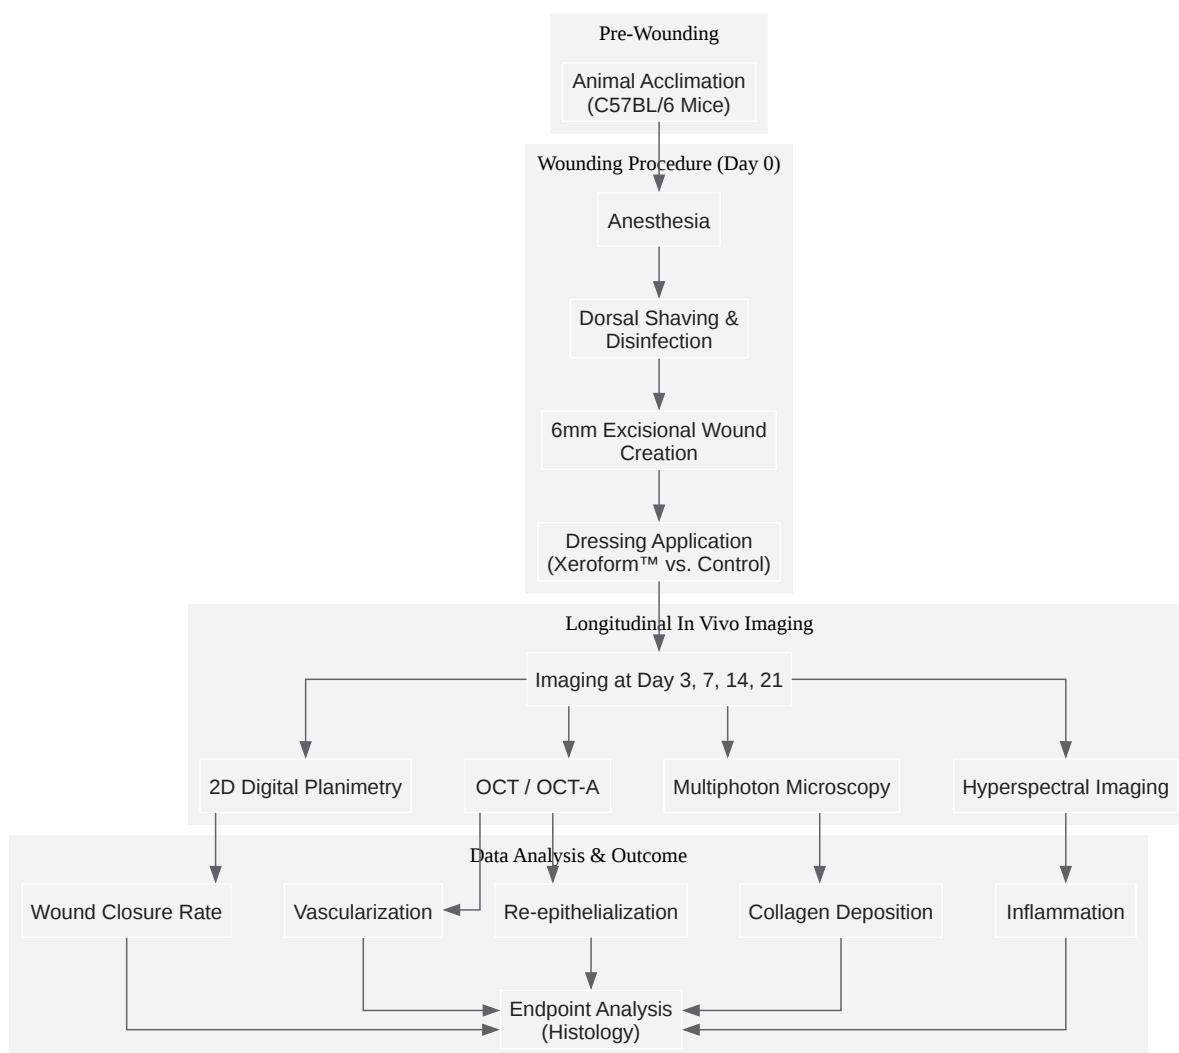 Pre-Wounding
Animal Acclimation
(C57BL/6 Mice)
Wounding Procedure (Day 0)
Anesthesia
Dorsal Shaving &
Disinfection
6mm Excisional Wound
Creation
Dressing Application
(Xeroform™ vs. Control)
Longitudinal In Vivo Imaging
Imaging at Day 3, 7, 14, 21
2D Digital Planimetry
OCT / OCT-A
Multiphoton Microscopy
Hyperspectral Imaging
Data Analysis & Outcome
Wound Closure Rate
Vascularization
Re-epithelialization
Collagen Deposition
Inflammation
Endpoint Analysis
(Histology)